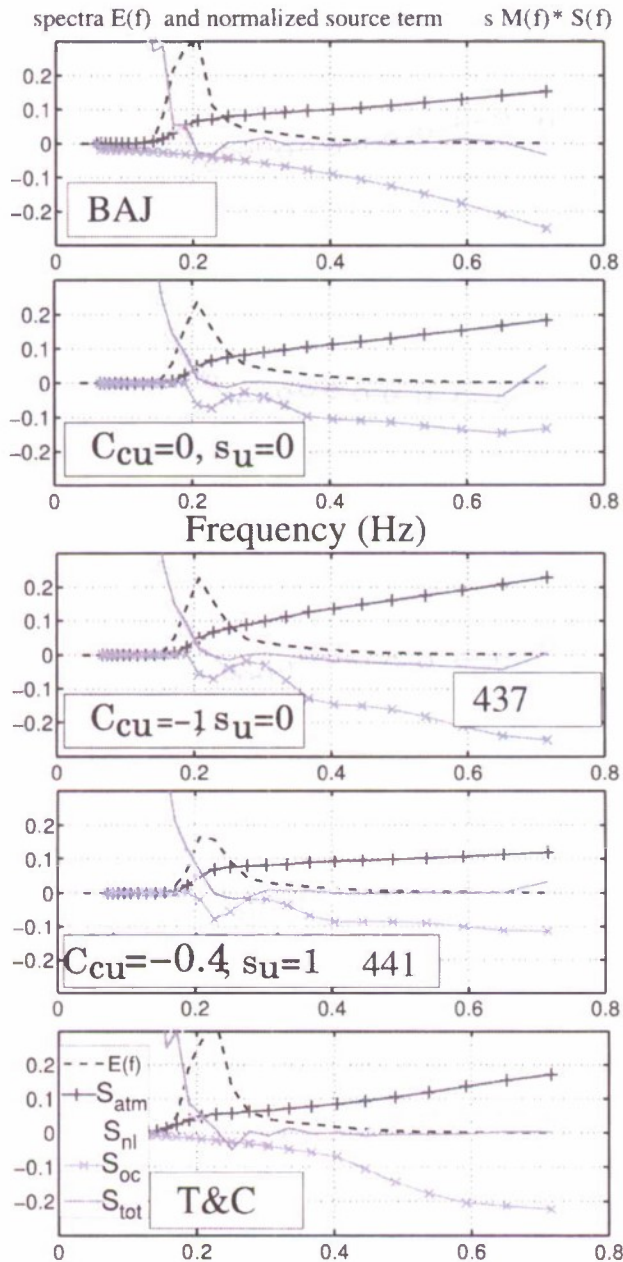 spectra E(f) and normalized source term s M(f)* S(f)
0.2
0.1
0
−0.1
−0.2
BAJ
0 0.2 0.4 0.6 0.8
0.2
0.1
0
−0.1
−0.2
Ccu=0, su=0
0 0.2 0.4 0.6 0.8
Frequency (Hz)
0.2
0.1
0
−0.1
−0.2
Ccu=−1, su=0
437
0 0.2 0.4 0.6 0.8
0.2
0.1
0
−0.1
−0.2
Ccu=−0.4, su=1 441
0 0.2 0.4 0.6 0.8
0.2
0.1
0
−0.1
−0.2
E(f)
Satm
Snl
Soc
Stot
T&C
0 0.2 0.4 0.6 0.8